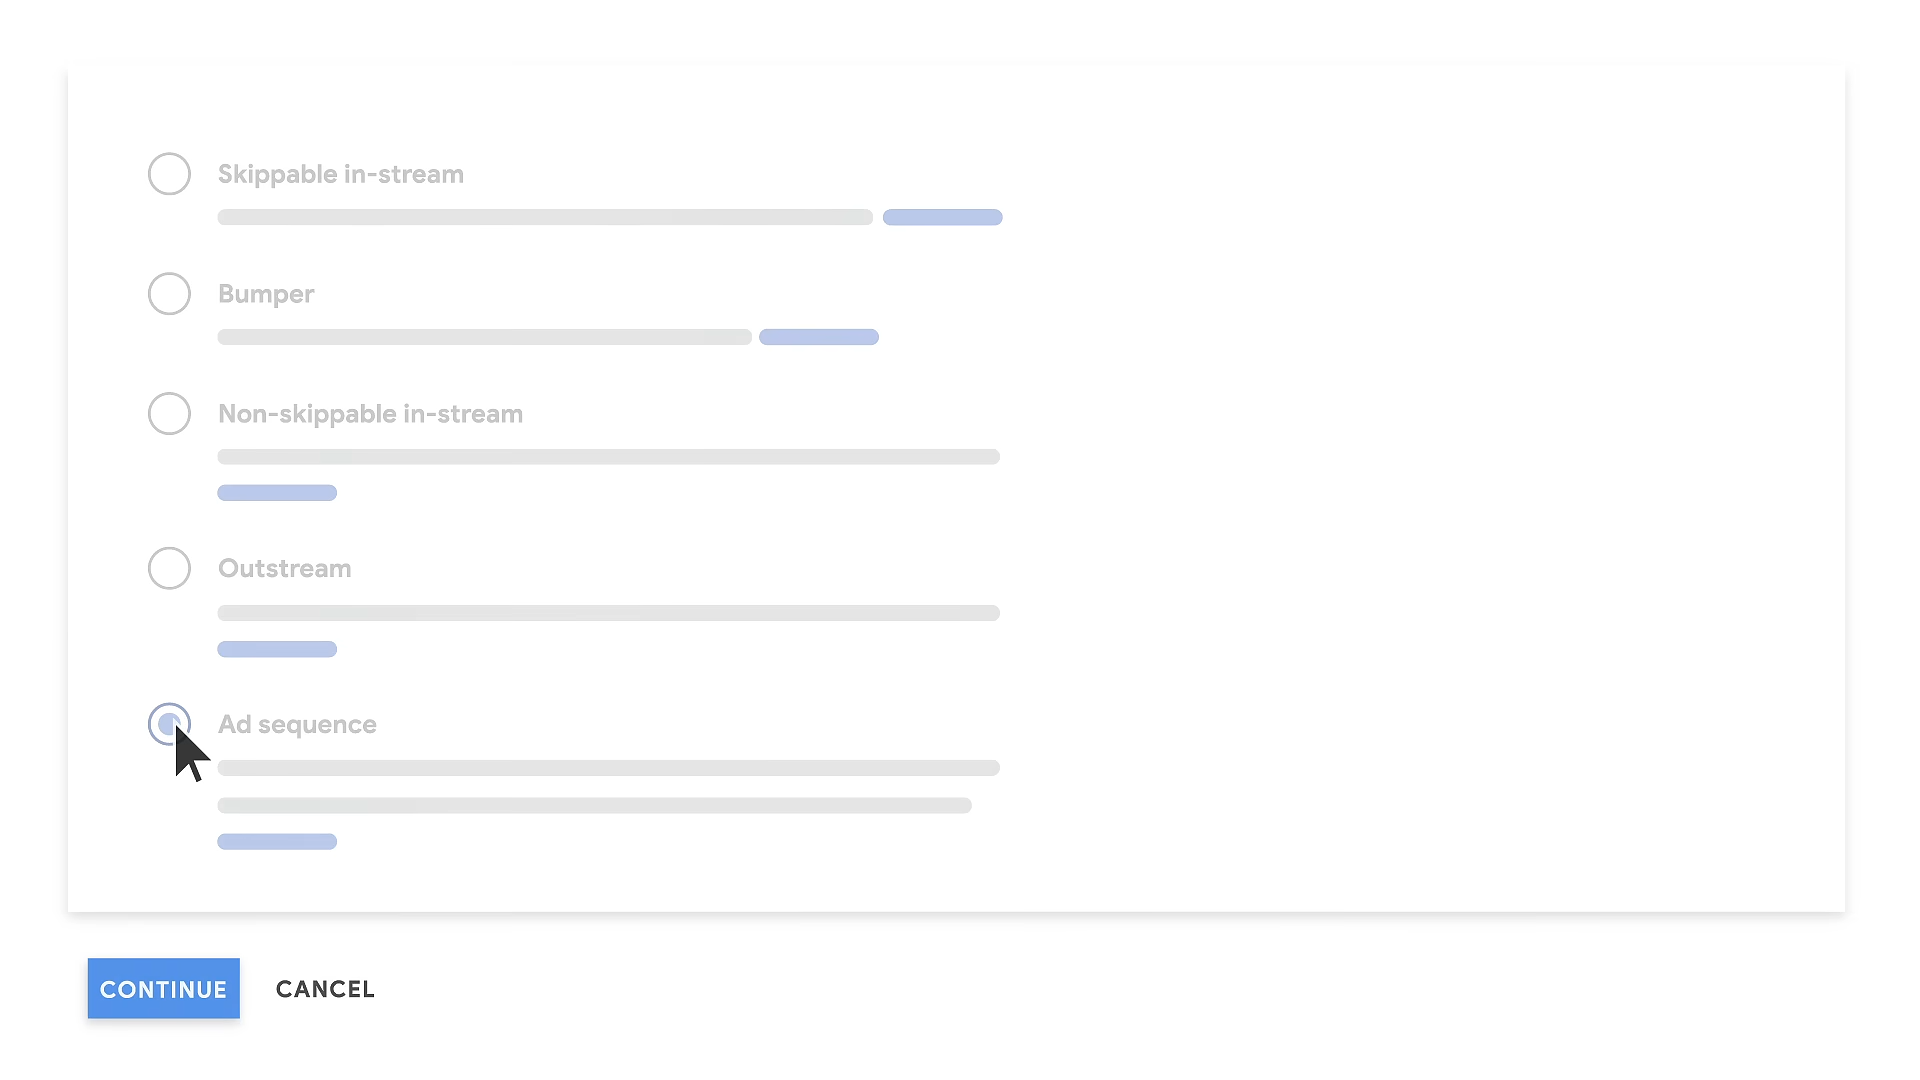 Skippable in-stream
Bumper
Non-skippable in-stream
Outstream
Ad sequence
CONTINUE
CANCEL